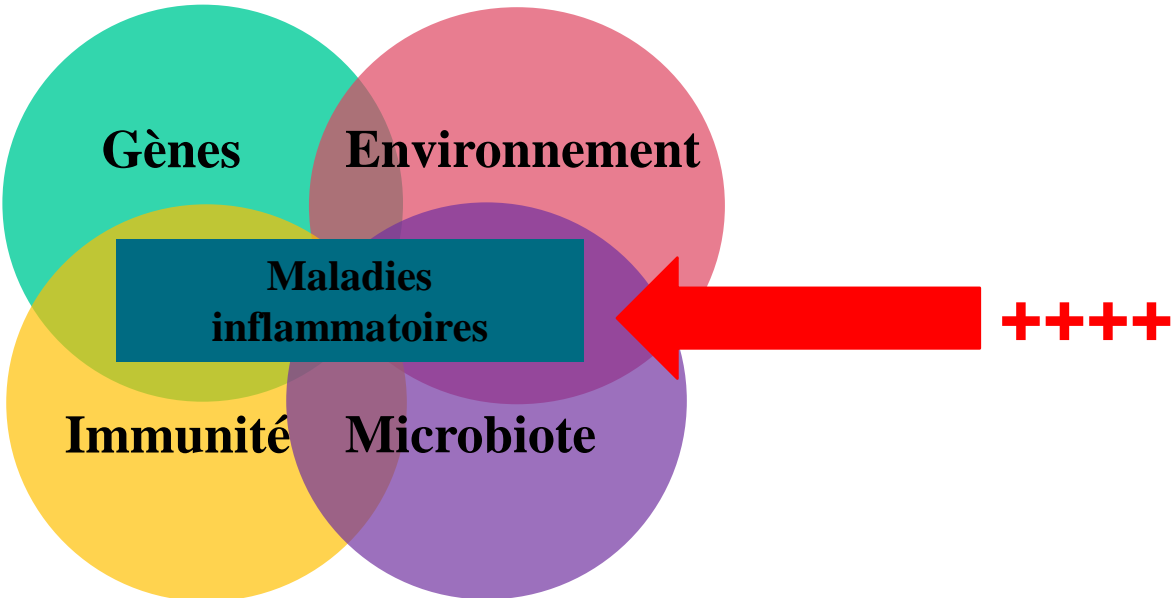 Gènes
Environnement
Maladies
inflammatoires
++++
Immunité
Microbiote